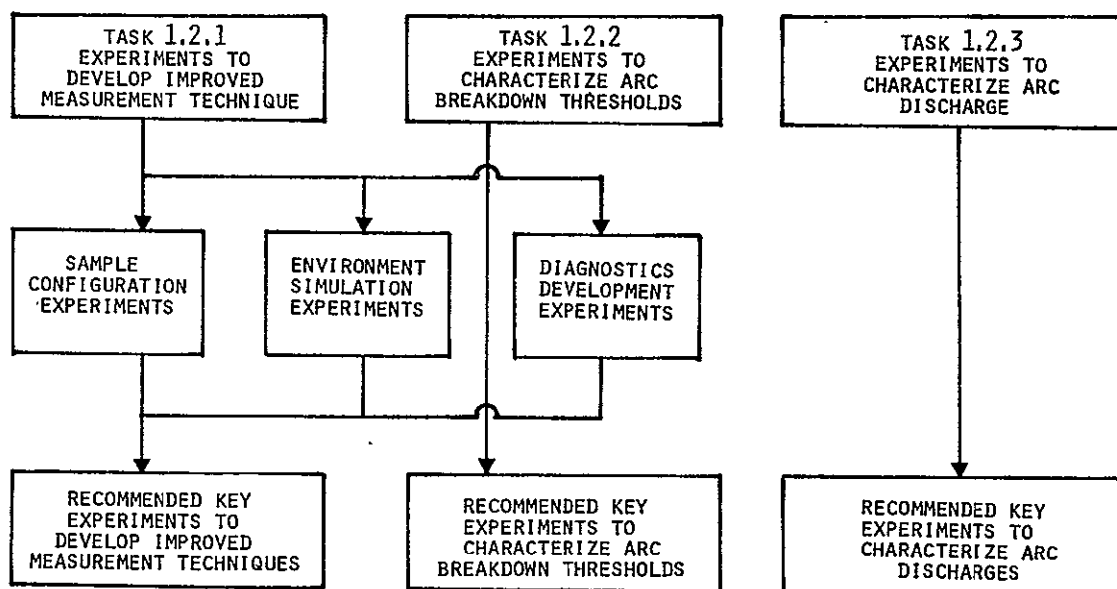 TASK 1.2.1
EXPERIMENTS TO
DEVELOP IMPROVED
MEASUREMENT TECHNIQUE
TASK 1.2.2
EXPERIMENTS TO
CHARACTERIZE ARC
BREAKDOWN THRESHOLDS
TASK 1.2.3
EXPERIMENTS TO
CHARACTERIZE ARC
DISCHARGE
SAMPLE
CONFIGURATION
EXPERIMENTS
ENVIRONMENT
SIMULATION
EXPERIMENTS
DIAGNOSTICS
DEVELOPMENT
EXPERIMENTS
RECOMMENDED KEY
EXPERIMENTS TO
DEVELOP IMPROVED
MEASUREMENT TECHNIQUES
RECOMMENDED KEY
EXPERIMENTS TO
CHARACTERIZE ARC
BREAKDOWN THRESHOLDS
RECOMMENDED KEY
EXPERIMENTS TO
CHARACTERIZE ARC
DISCHARGES